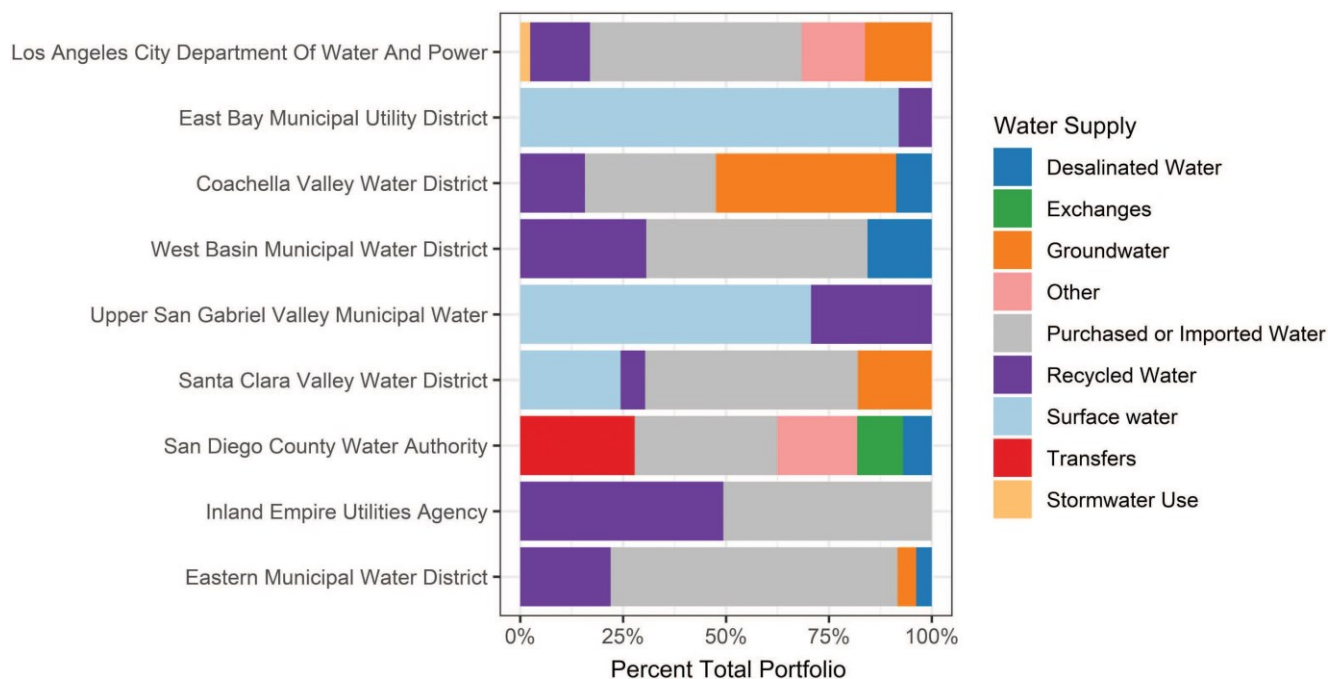 Los Angeles City Department Of Water And Power
East Bay Municipal Utility District
Coachella Valley Water District
West Basin Municipal Water District
Upper San Gabriel Valley Municipal Water
Santa Clara Valley Water District
San Diego County Water Authority
Inland Empire Utilities Agency
Eastern Municipal Water District
0% 25% 50% 75% 100%
Percent Total Portfolio
Water Supply
Desalinated Water
Exchanges
Groundwater
Other
Purchased or Imported Water
Recycled Water
Surface water
Transfers
Stormwater Use